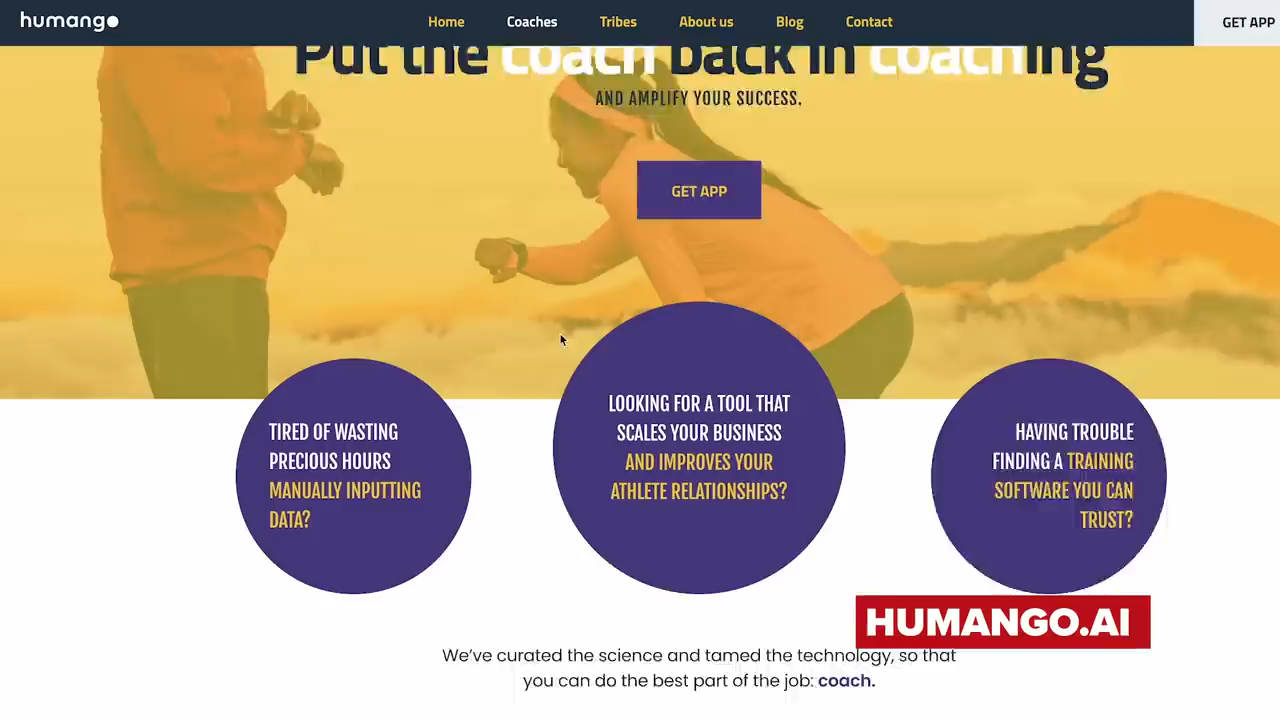 humango
Home Coaches Tribes About us Blog Contact GET APP
Put the coach back in coaching
AND AMPLIFY YOUR SUCCESS.
GET APP
TIRED OF WASTING
PRECIOUS HOURS
MANUALLY INPUTTING
DATA?
LOOKING FOR A TOOL THAT
SCALES YOUR BUSINESS
AND IMPROVES YOUR
ATHLETE RELATIONSHIPS?
HAVING TROUBLE
FINDING A TRAINING
SOFTWARE YOU CAN
TRUST?
HUMANGO.AI
We've curated the science and tamed the technology, so that
you can do the best part of the job: coach.